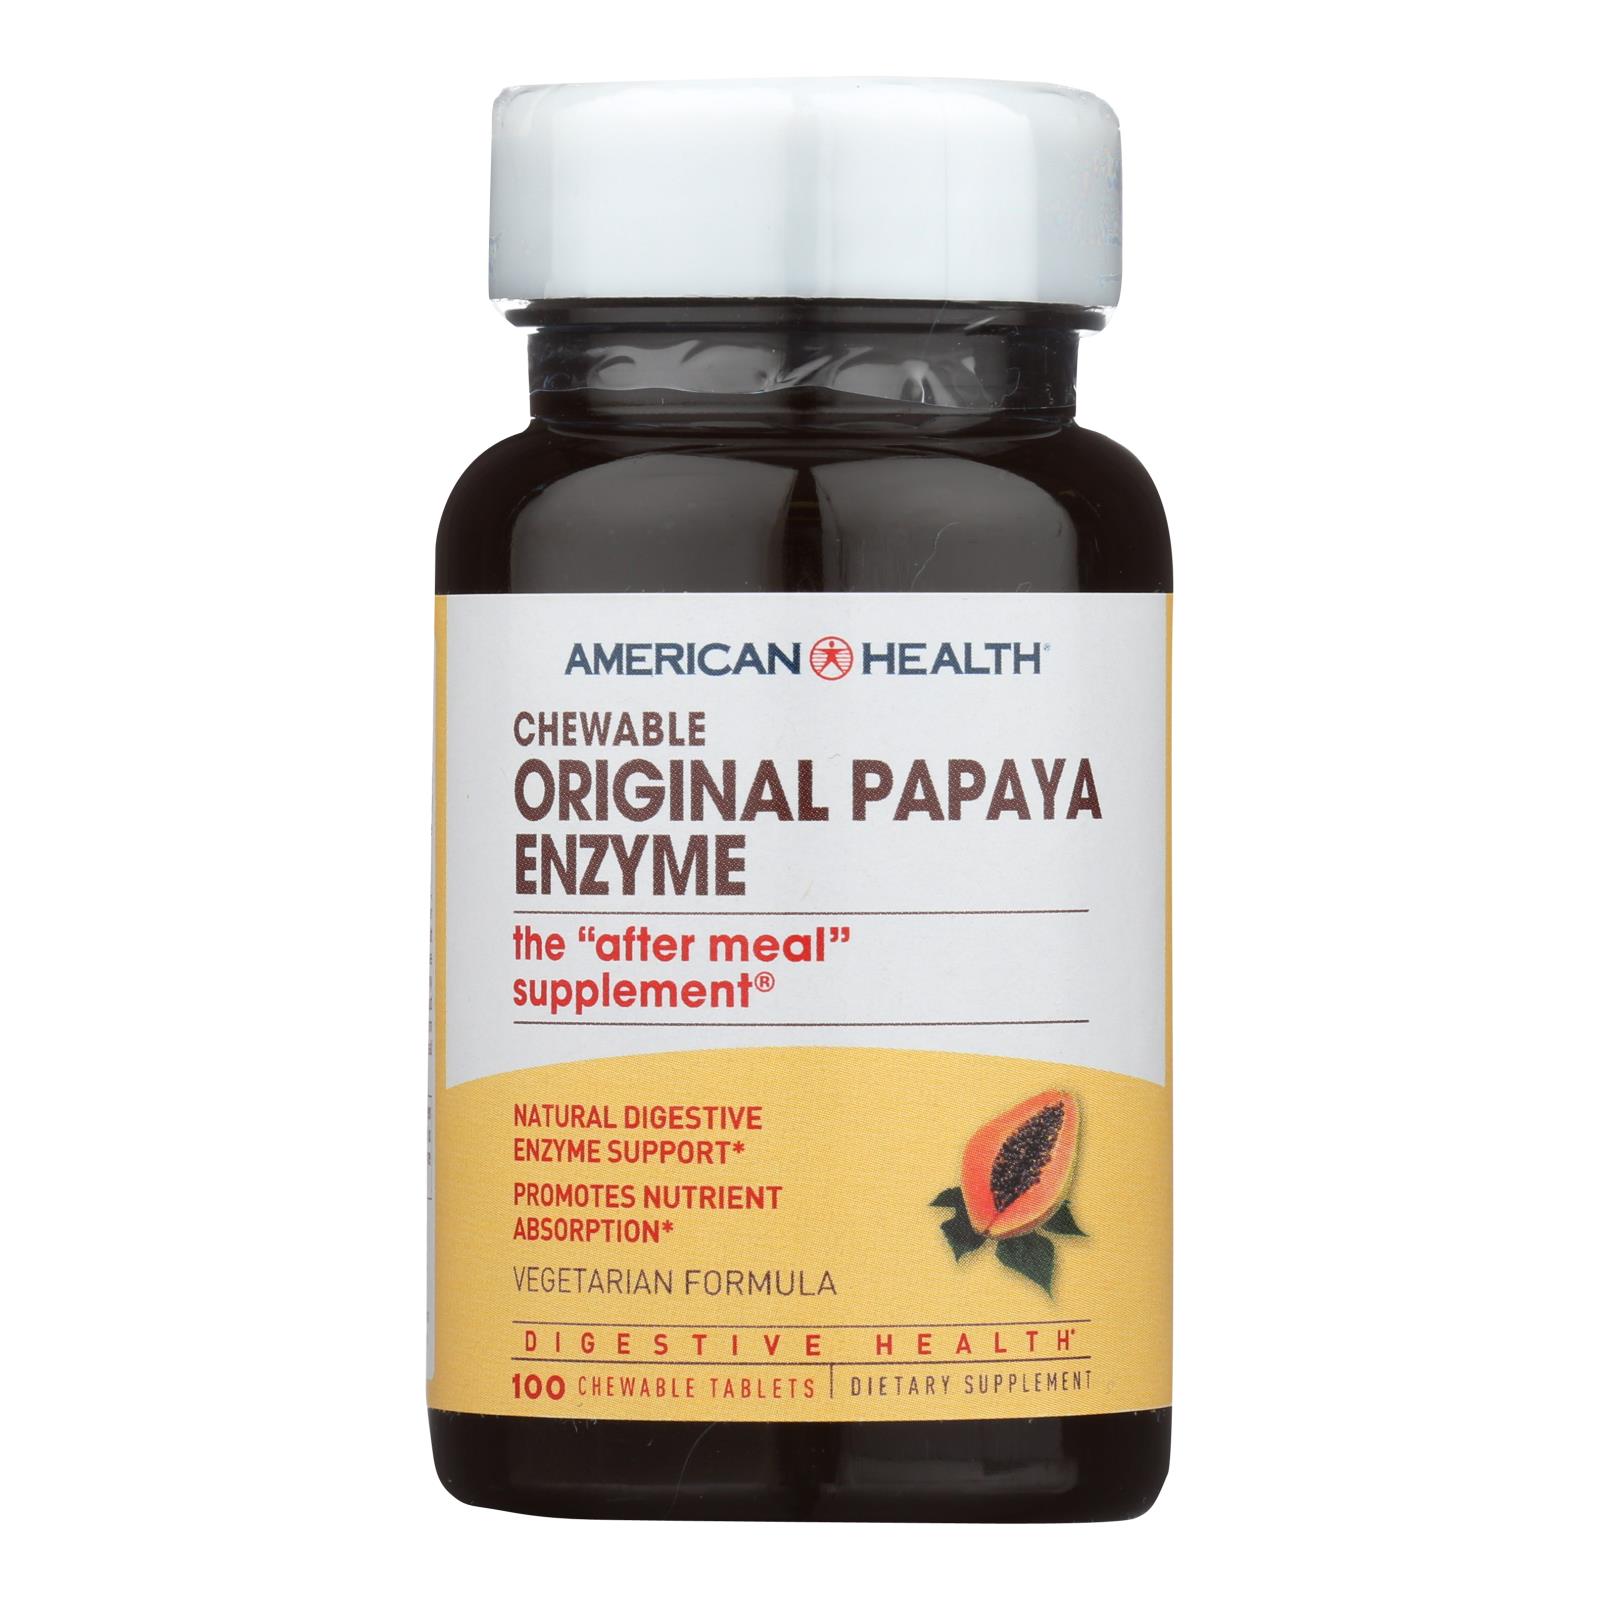 AMERICAN HEALTH®
CHEWABLE
ORIGINAL PAPAYA
ENZYME
the “after meal”
supplement®
NATURAL DIGESTIVE
ENZYME SUPPORT*
PROMOTES NUTRIENT
ABSORPTION*
VEGETARIAN FORMULA
DIGESTIVE HEALTH*
100 CHEWABLE TABLETS | DIETARY SUPPLEMENT